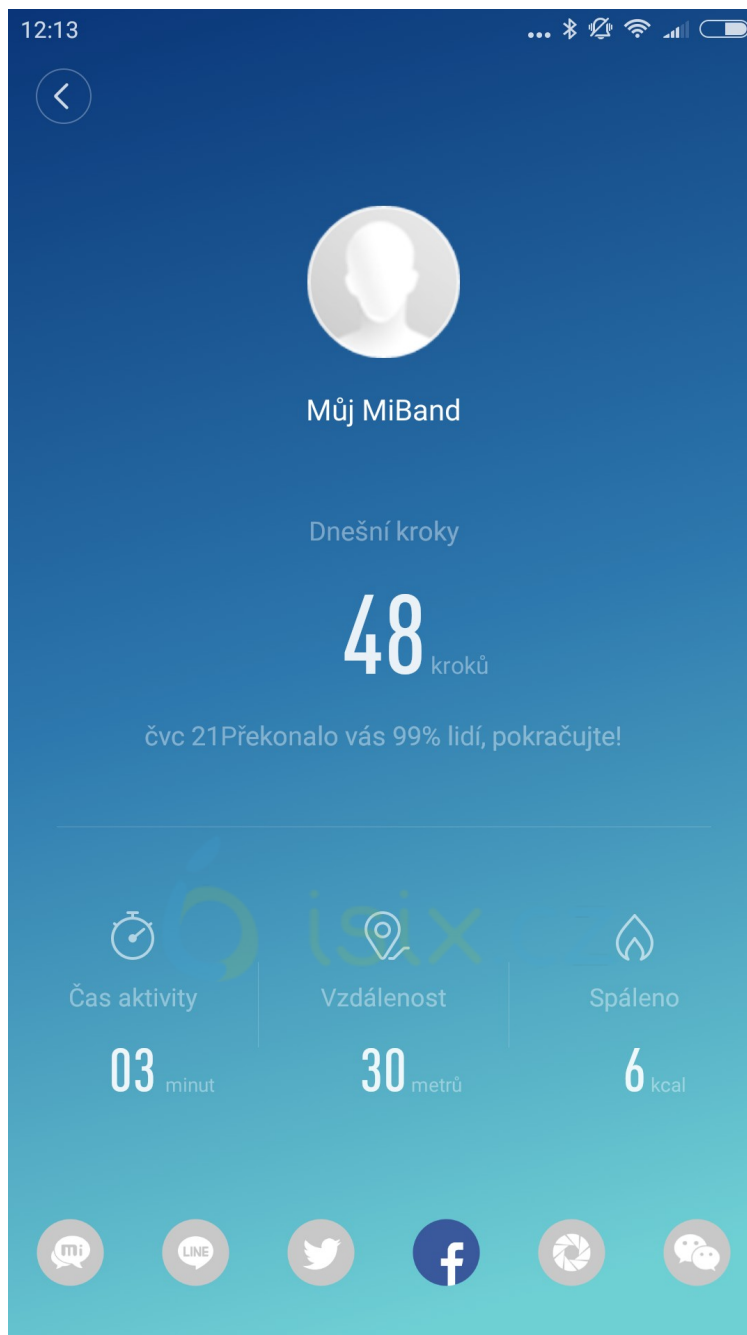 12:13
Můj MiBand
Dnešní kroky
48 kroků
čvc 21Překonalo vás 99% lidí, pokračujte!
isix
Čas aktivity
Vzdálenost
Spáleno
03 minut
30 metrů
6 kcal
mi
LINE